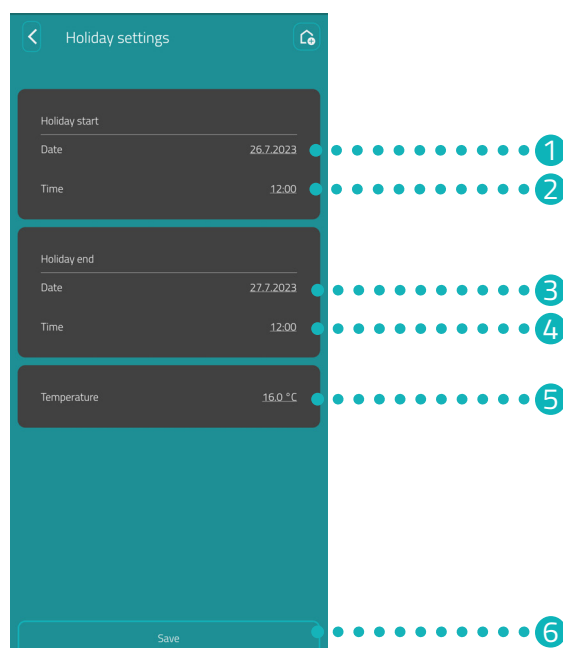 Holiday settings
Holiday start
Date 26.7.2023 1
Time 12:00 2
Holiday end
Date 27.7.2023 3
Time 12:00 4
Temperature 16.0 °C 5
Save 6